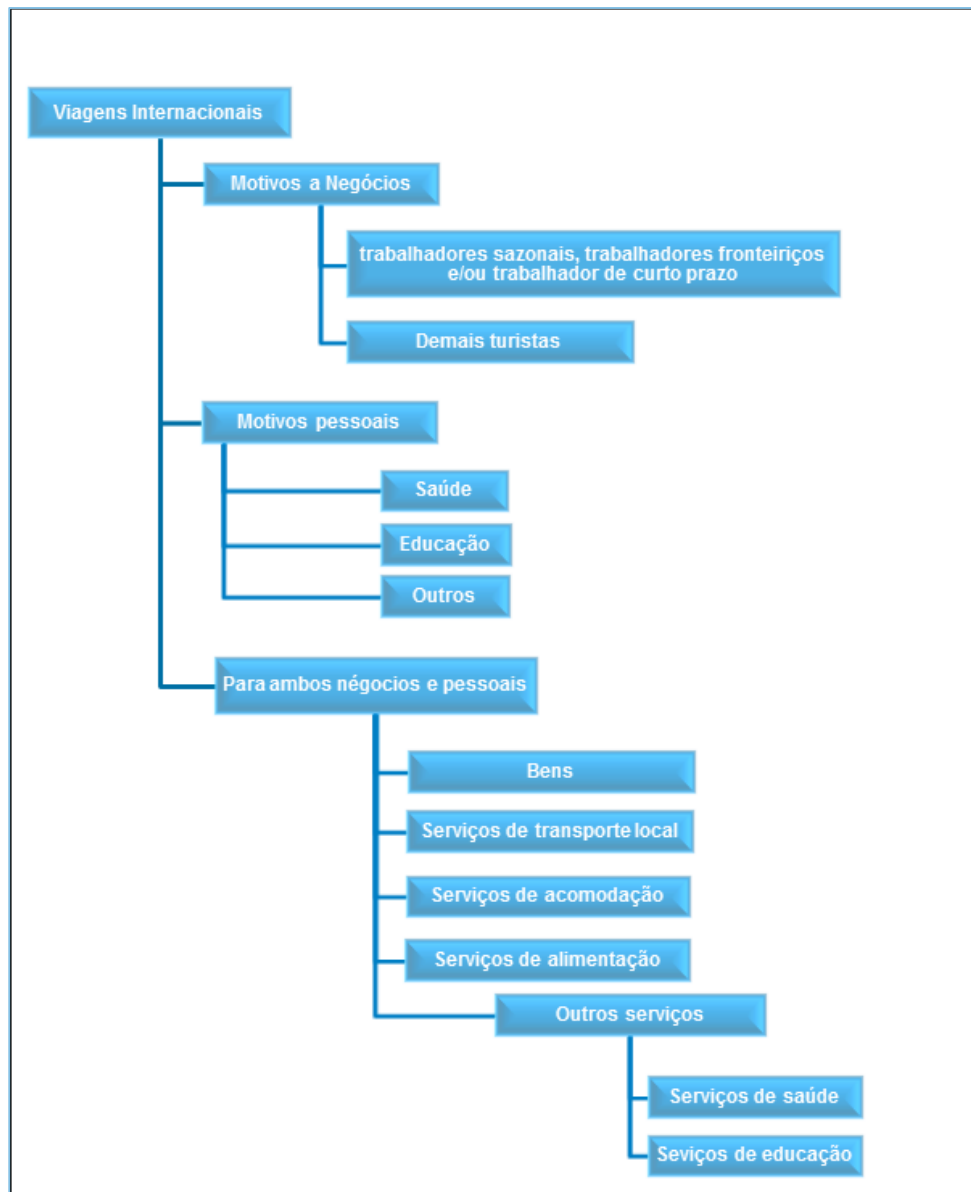 Viagens Internacionais
Motivos a Negócios
trabalhadores sazonais, trabalhadores fronteiriços
e/ou trabalhador de curto prazo
Demais turistas
Motivos pessoais
Saúde
Educação
Outros
Para ambos négocios e pessoais
Bens
Serviços de transporte local
Serviços de acomodação
Serviços de alimentação
Outros serviços
Serviços de saúde
Seviços de educação